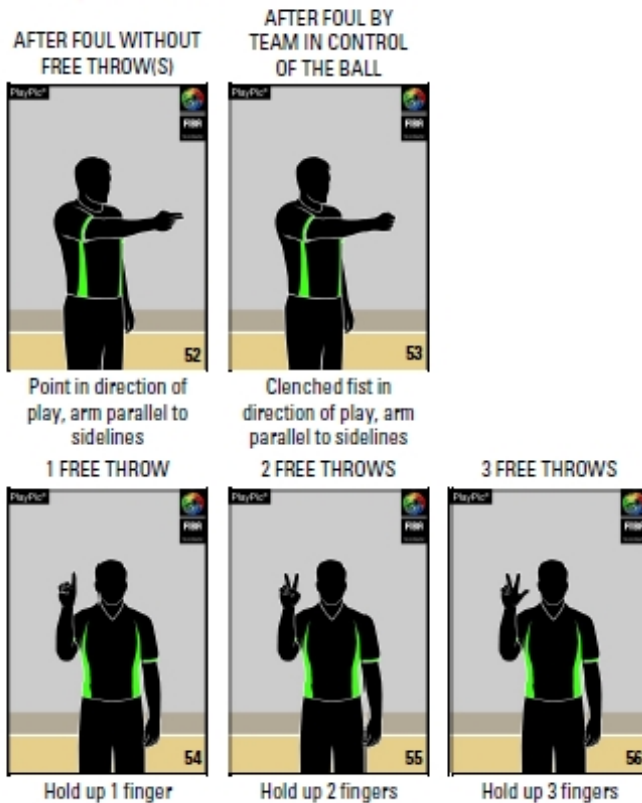 AFTER FOUL WITHOUT
FREE THROW(S)
AFTER FOUL BY
TEAM IN CONTROL
OF THE BALL
PlayPic®
FIBA
52
PlayPic®
FIBA
53
Point in direction of
play, arm parallel to
sidelines
Clenched fist in
direction of play, arm
parallel to sidelines
1 FREE THROW
2 FREE THROWS
3 FREE THROWS
PlayPic®
FIBA
54
PlayPic®
FIBA
55
PlayPic®
FIBA
56
Hold up 1 finger
Hold up 2 fingers
Hold up 3 fingers